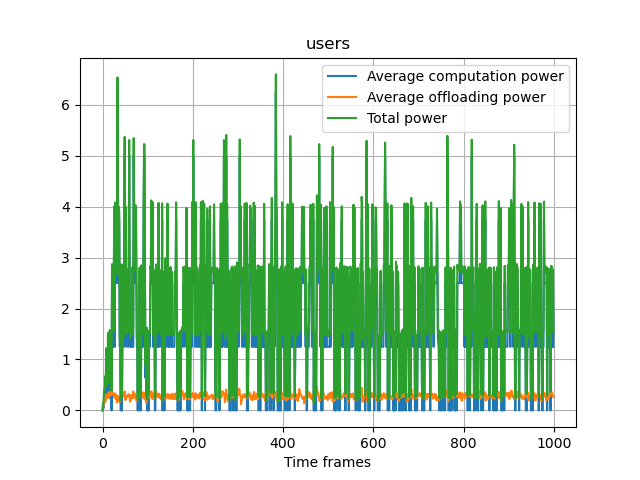 users
Average computation power
Average offloading power
Total power
6
5
4
3
2
1
0
0 200 400 600 800 1000
Time frames